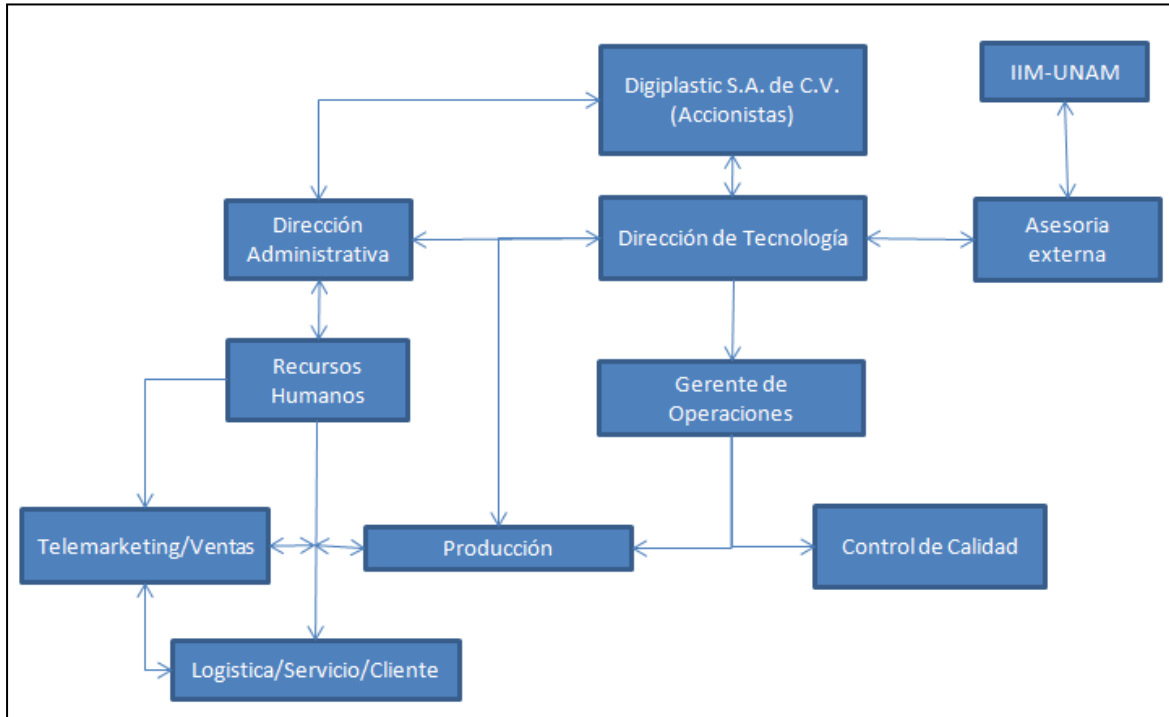 Digiplastic S.A. de C.V.
(Accionistas)
IIM-UNAM
Dirección
Administrativa
Dirección de Tecnología
Asesoria
externa
Recursos
Humanos
Gerente de
Operaciones
Telemarketing/Ventas
Producción
Control de Calidad
Logistica/Servicio/Cliente